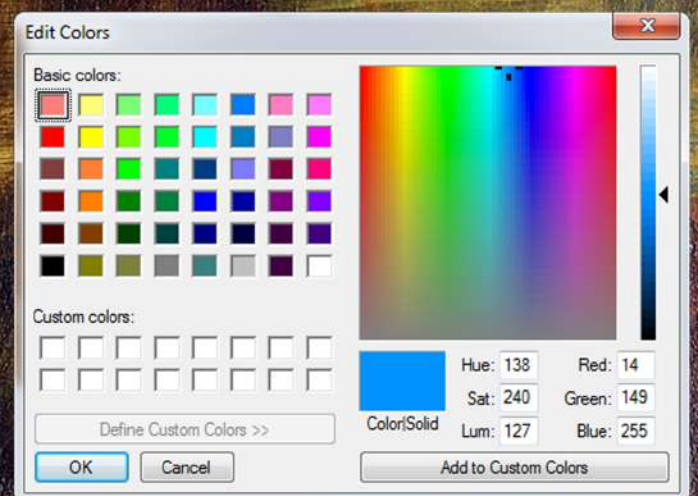 Edit Colors
Basic colors:
Custom colors:
Define Custom Colors >>
OK Cancel
Color|Solid
Hue: 138 Red: 14
Sat: 240 Green: 149
Lum: 127 Blue: 255
Add to Custom Colors